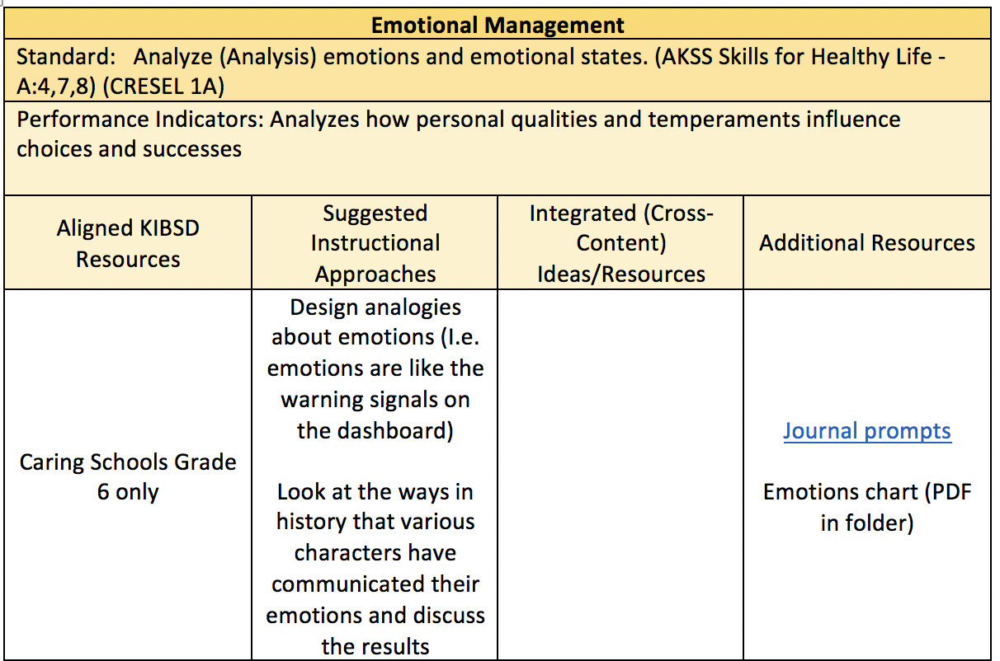 Emotional Management
Standard:   Analyze (Analysis) emotions and emotional states. (AKSS Skills for Healthy Life -
A:4,7,8) (CRESEL 1A)
Performance Indicators: Analyzes how personal qualities and temperaments influence
choices and successes
Aligned KIBSD
Resources
Suggested
Instructional
Approaches
Integrated (Cross-
Content)
Ideas/Resources
Additional Resources
Caring Schools Grade
6 only
Design analogies
about emotions (I.e.
emotions are like the
warning signals on
the dashboard)
Look at the ways in
history that various
characters have
communicated their
emotions and discuss
the results
Journal prompts
Emotions chart (PDF
in folder)